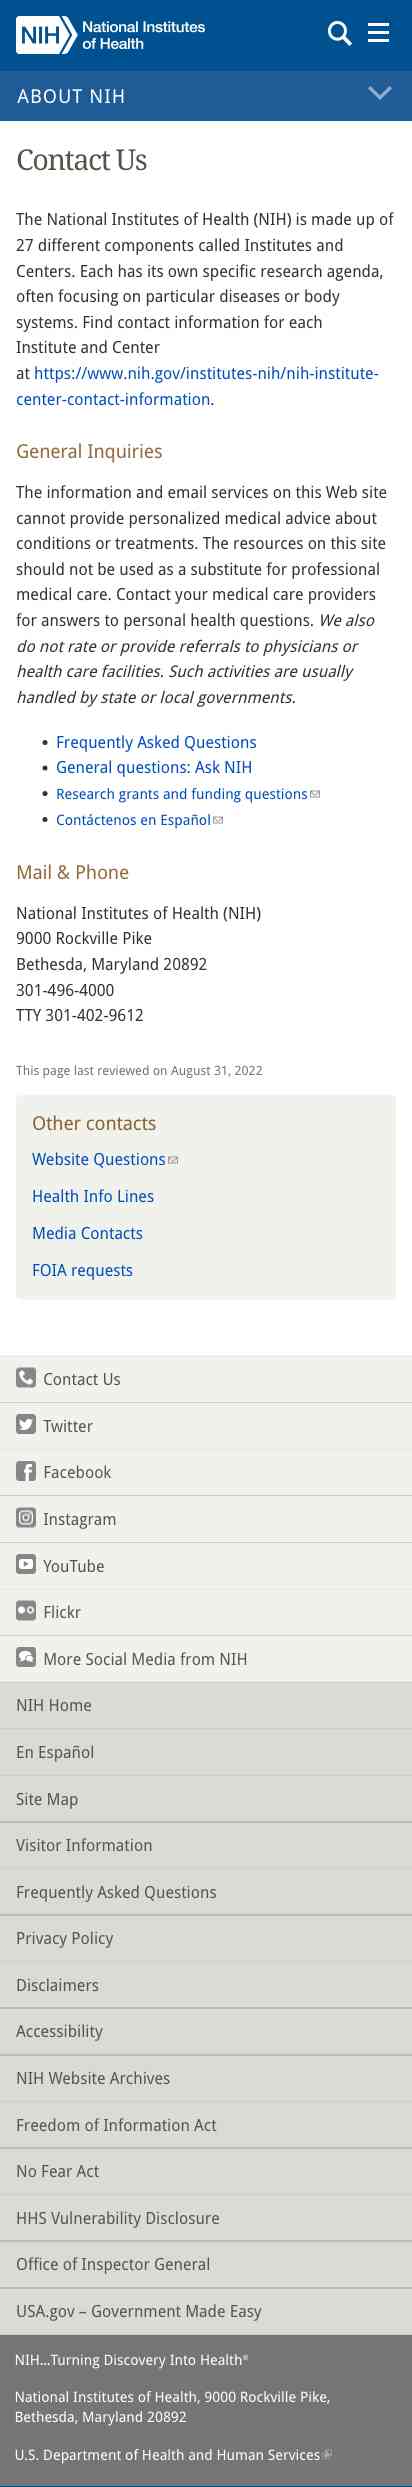 NIH National Institutes
of Health
ABOUT NIH
Contact Us
The National Institutes of Health (NIH) is made up of
27 different components called Institutes and
Centers. Each has its own specific research agenda,
often focusing on particular diseases or body
systems. Find contact information for each
Institute and Center
at https://www.nih.gov/institutes-nih/nih-institute-
center-contact-information.
General Inquiries
The information and email services on this Web site
cannot provide personalized medical advice about
conditions or treatments. The resources on this site
should not be used as a substitute for professional
medical care. Contact your medical care providers
for answers to personal health questions. We also
do not rate or provide referrals to physicians or
health care facilities. Such activities are usually
handled by state or local governments.
• Frequently Asked Questions
• General questions: Ask NIH
• Research grants and funding questions
• Contáctenos en Español
Mail & Phone
National Institutes of Health (NIH)
9000 Rockville Pike
Bethesda, Maryland 20892
301-496-4000
TTY 301-402-9612
This page last reviewed on August 31, 2022
Other contacts
Website Questions
Health Info Lines
Media Contacts
FOIA requests
Contact Us
Twitter
Facebook
Instagram
YouTube
Flickr
More Social Media from NIH
NIH Home
En Español
Site Map
Visitor Information
Frequently Asked Questions
Privacy Policy
Disclaimers
Accessibility
NIH Website Archives
Freedom of Information Act
No Fear Act
HHS Vulnerability Disclosure
Office of Inspector General
USA.gov – Government Made Easy
NIH...Turning Discovery Into Health®
National Institutes of Health, 9000 Rockville Pike,
Bethesda, Maryland 20892
U.S. Department of Health and Human Services